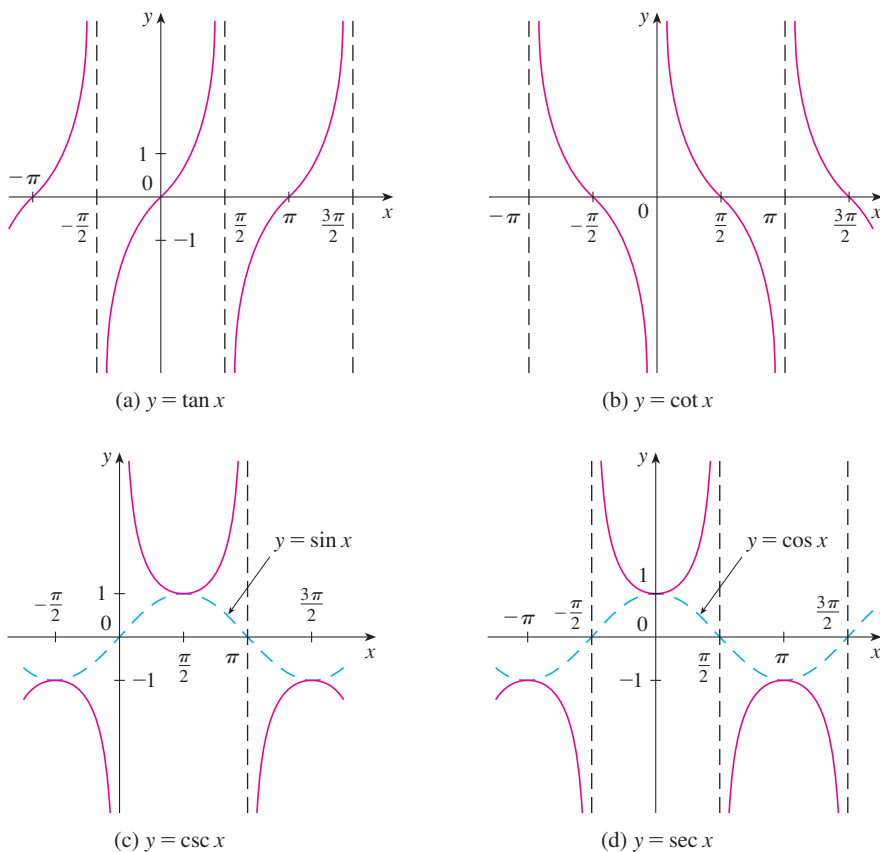 y
1
0
−π
−π/2
−1
π/2
π
3π/2
x
(a) y = tan x
y
0
−π
−π/2
π/2
π
3π/2
x
(b) y = cot x
y
y = sin x
−π/2
1
3π/2
0
π/2
π
x
−1
(c) y = csc x
y
y = cos x
1
−π
−π/2
0
3π/2
π/2
π
x
−1
(d) y = sec x